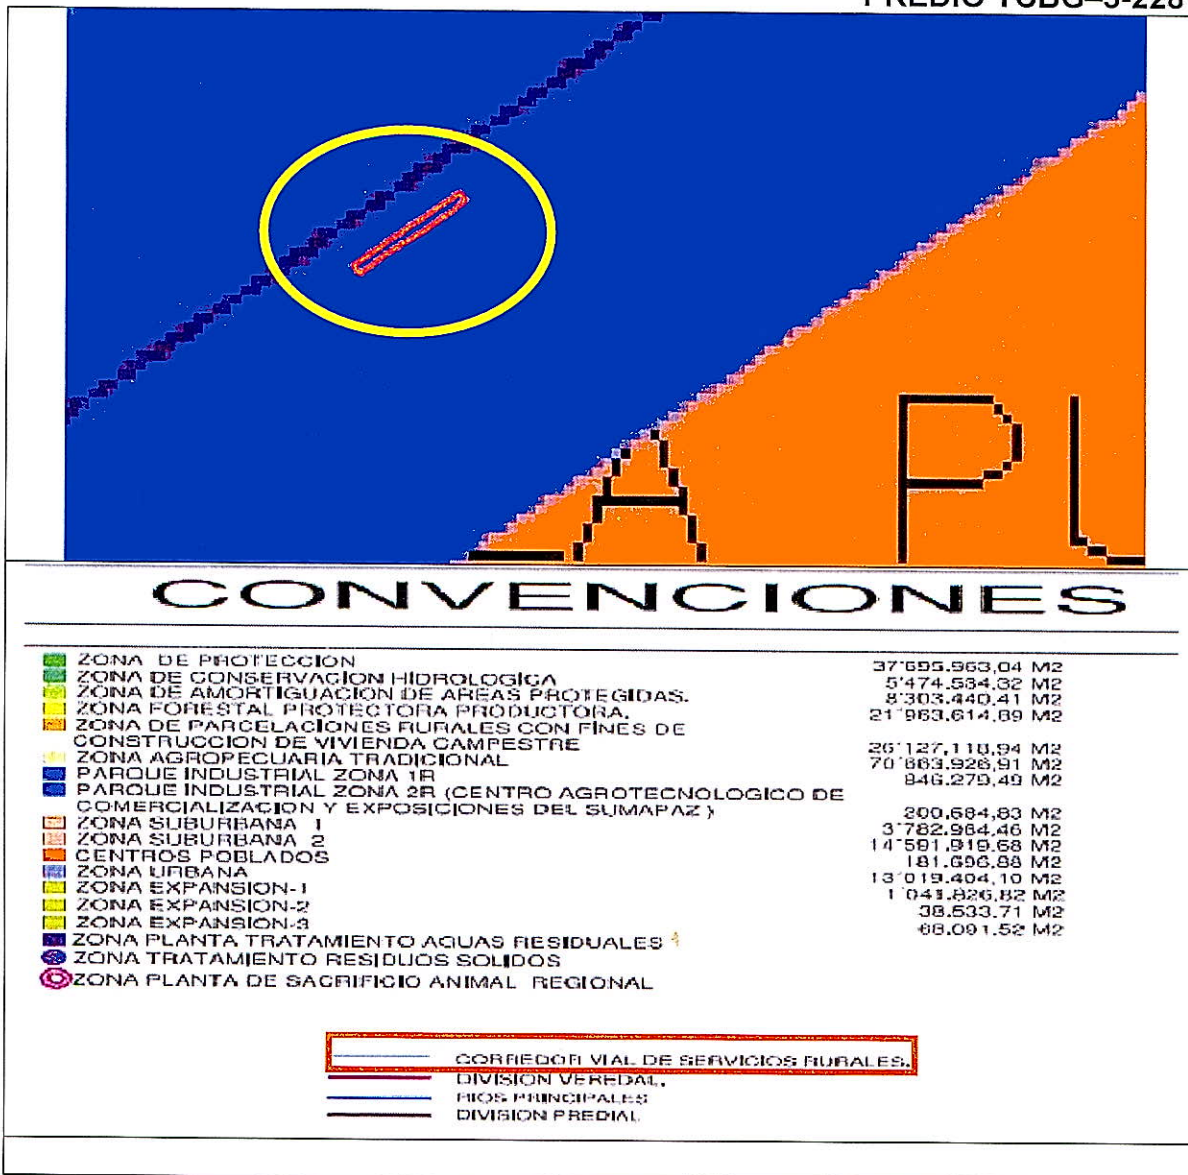 PREDIO TCBG–3-228
A PL
CONVENCIONES
ZONA DE PROTECCION 37'695.963,04 M2
ZONA DE CONSERVACION HIDROLOGICA 5'474.534,32 M2
ZONA DE AMORTIGUACION DE AREAS PROTEGIDAS. 8'303.440,41 M2
ZONA FORESTAL PROTECTORA PRODUCTORA. 21'963.614,89 M2
ZONA DE PARCELACIONES RURALES CON FINES DE
CONSTRUCCION DE VIVIENDA CAMPESTRE 26'127,118,94 M2
ZONA AGROPECUARIA TRADICIONAL 70'883.926,91 M2
PARQUE INDUSTRIAL ZONA 1R 846.279,49 M2
PARQUE INDUSTRIAL ZONA 2R (CENTRO AGROTECNOLOGICO DE
COMERCIALIZACION Y EXPOSICIONES DEL SUMAPAZ ) 200.684,83 M2
ZONA SUBURBANA 1 3'782.984,46 M2
ZONA SUBURBANA 2 14'591.919,68 M2
CENTROS POBLADOS 181.696,88 M2
ZONA URBANA 13'019.404,10 M2
ZONA EXPANSION-1 1'041.826,82 M2
ZONA EXPANSION-2 38.533.71 M2
ZONA EXPANSION-3 68.091.52 M2
ZONA PLANTA TRATAMIENTO AGUAS RESIDUALES
ZONA TRATAMIENTO RESIDUOS SOLIDOS
ZONA PLANTA DE SACRIFICIO ANIMAL REGIONAL
CORREDOR VIAL DE SERVICIOS RURALES.
DIVISION VEREDAL.
RIOS PRINCIPALES
DIVISION PREDIAL